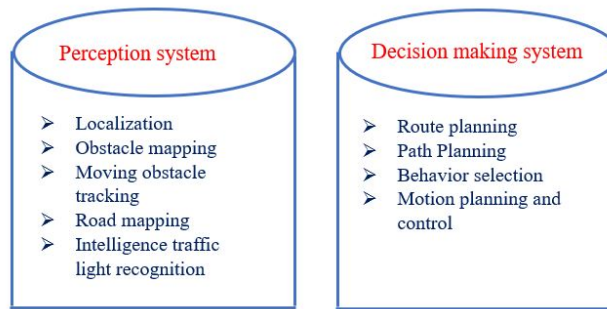 Perception system
Localization
Obstacle mapping
Moving obstacle
tracking
Road mapping
Intelligence traffic
light recognition
Decision making system
Route planning
Path Planning
Behavior selection
Motion planning and
control